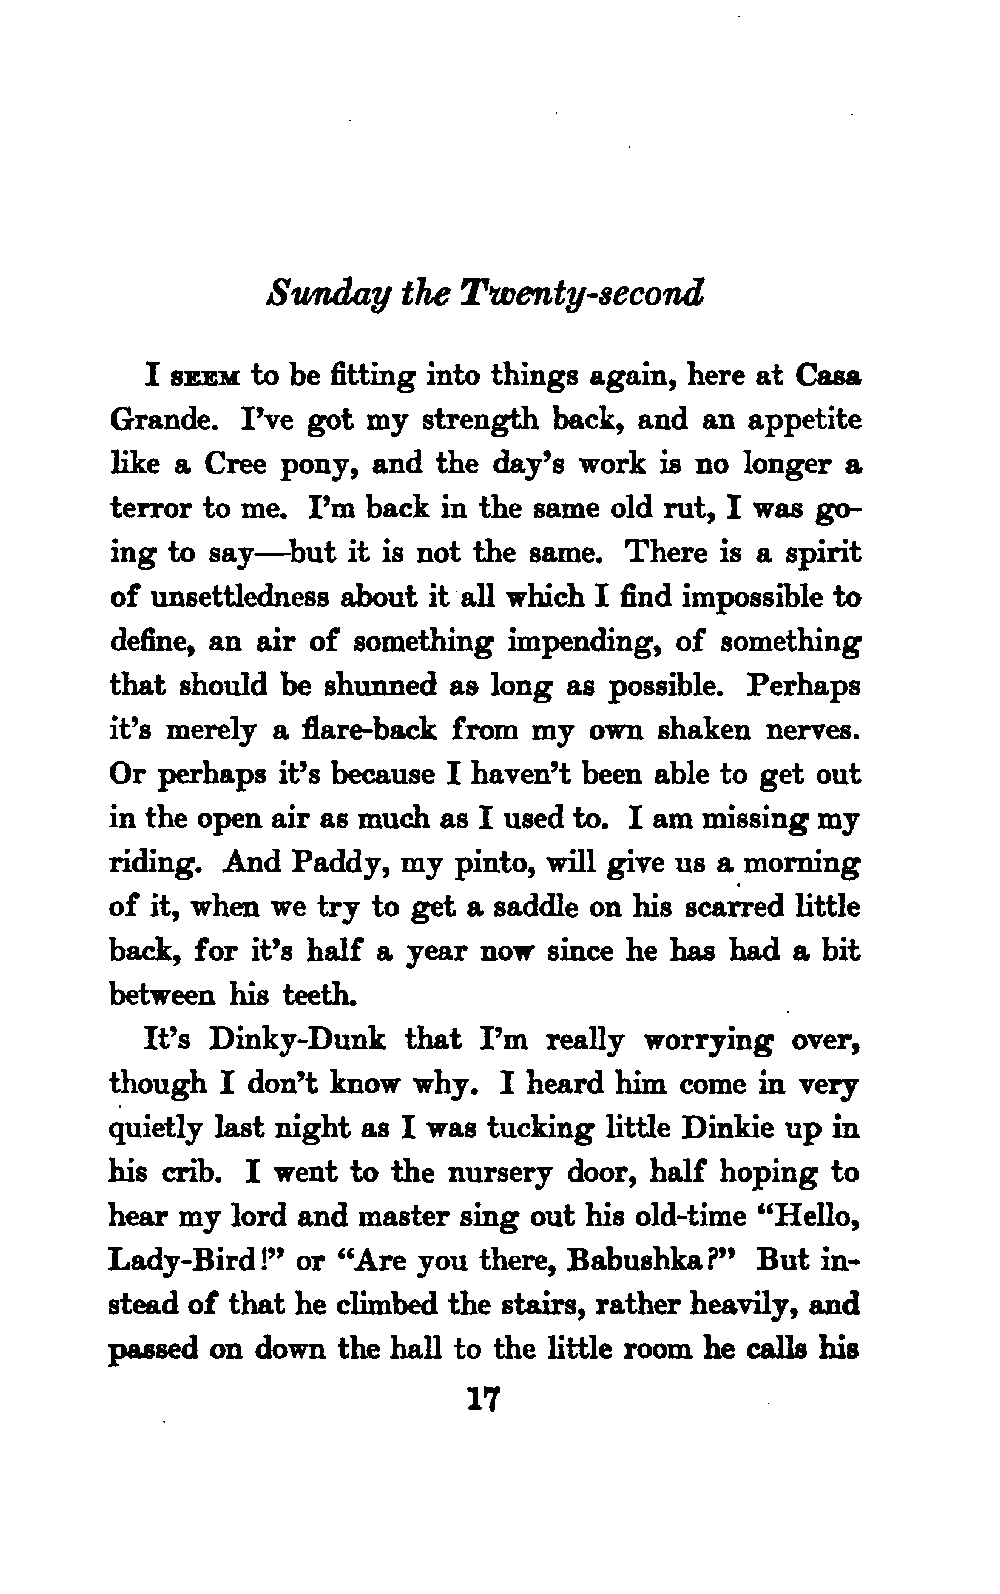 Sunday the Twenty-second
I SEEM to be fitting into things again, here at Casa
Grande. I've got my strength back, and an appetite
like a Cree pony, and the day's work is no longer a
terror to me. I'm back in the same old rut, I was go-
ing to say—but it is not the same. There is a spirit
of unsettledness about it all which I find impossible to
define, an air of something impending, of something
that should be shunned as long as possible. Perhaps
it's merely a flare-back from my own shaken nerves.
Or perhaps it's because I haven't been able to get out
in the open air as much as I used to. I am missing my
riding. And Paddy, my pinto, will give us a morning
of it, when we try to get a saddle on his scarred little
back, for it's half a year now since he has had a bit
between his teeth.
It's Dinky-Dunk that I'm really worrying over,
though I don't know why. I heard him come in very
quietly last night as I was tucking little Dinkie up in
his crib. I went to the nursery door, half hoping to
hear my lord and master sing out his old-time "Hello,
Lady-Bird!" or "Are you there, Babushka?" But in-
stead of that he climbed the stairs, rather heavily, and
passed on down the hall to the little room he calls his
17